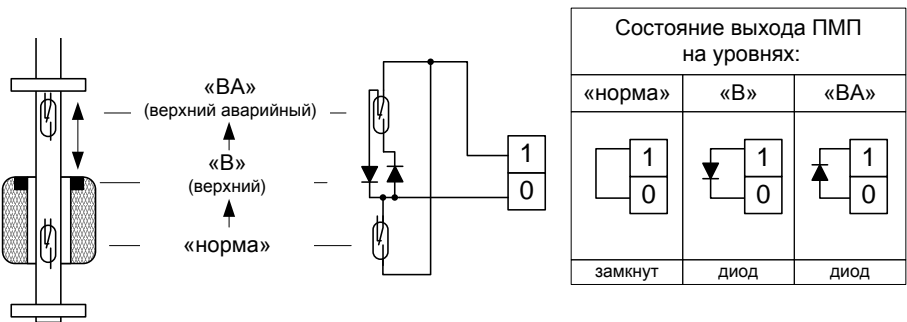 «ВА»
(верхний аварийный)
«В»
(верхний)
«норма»
1
0
Состояние выхода ПМП
на уровнях:
«норма» «В» «ВА»
1 1 1
0 0 0
замкнут диод диод